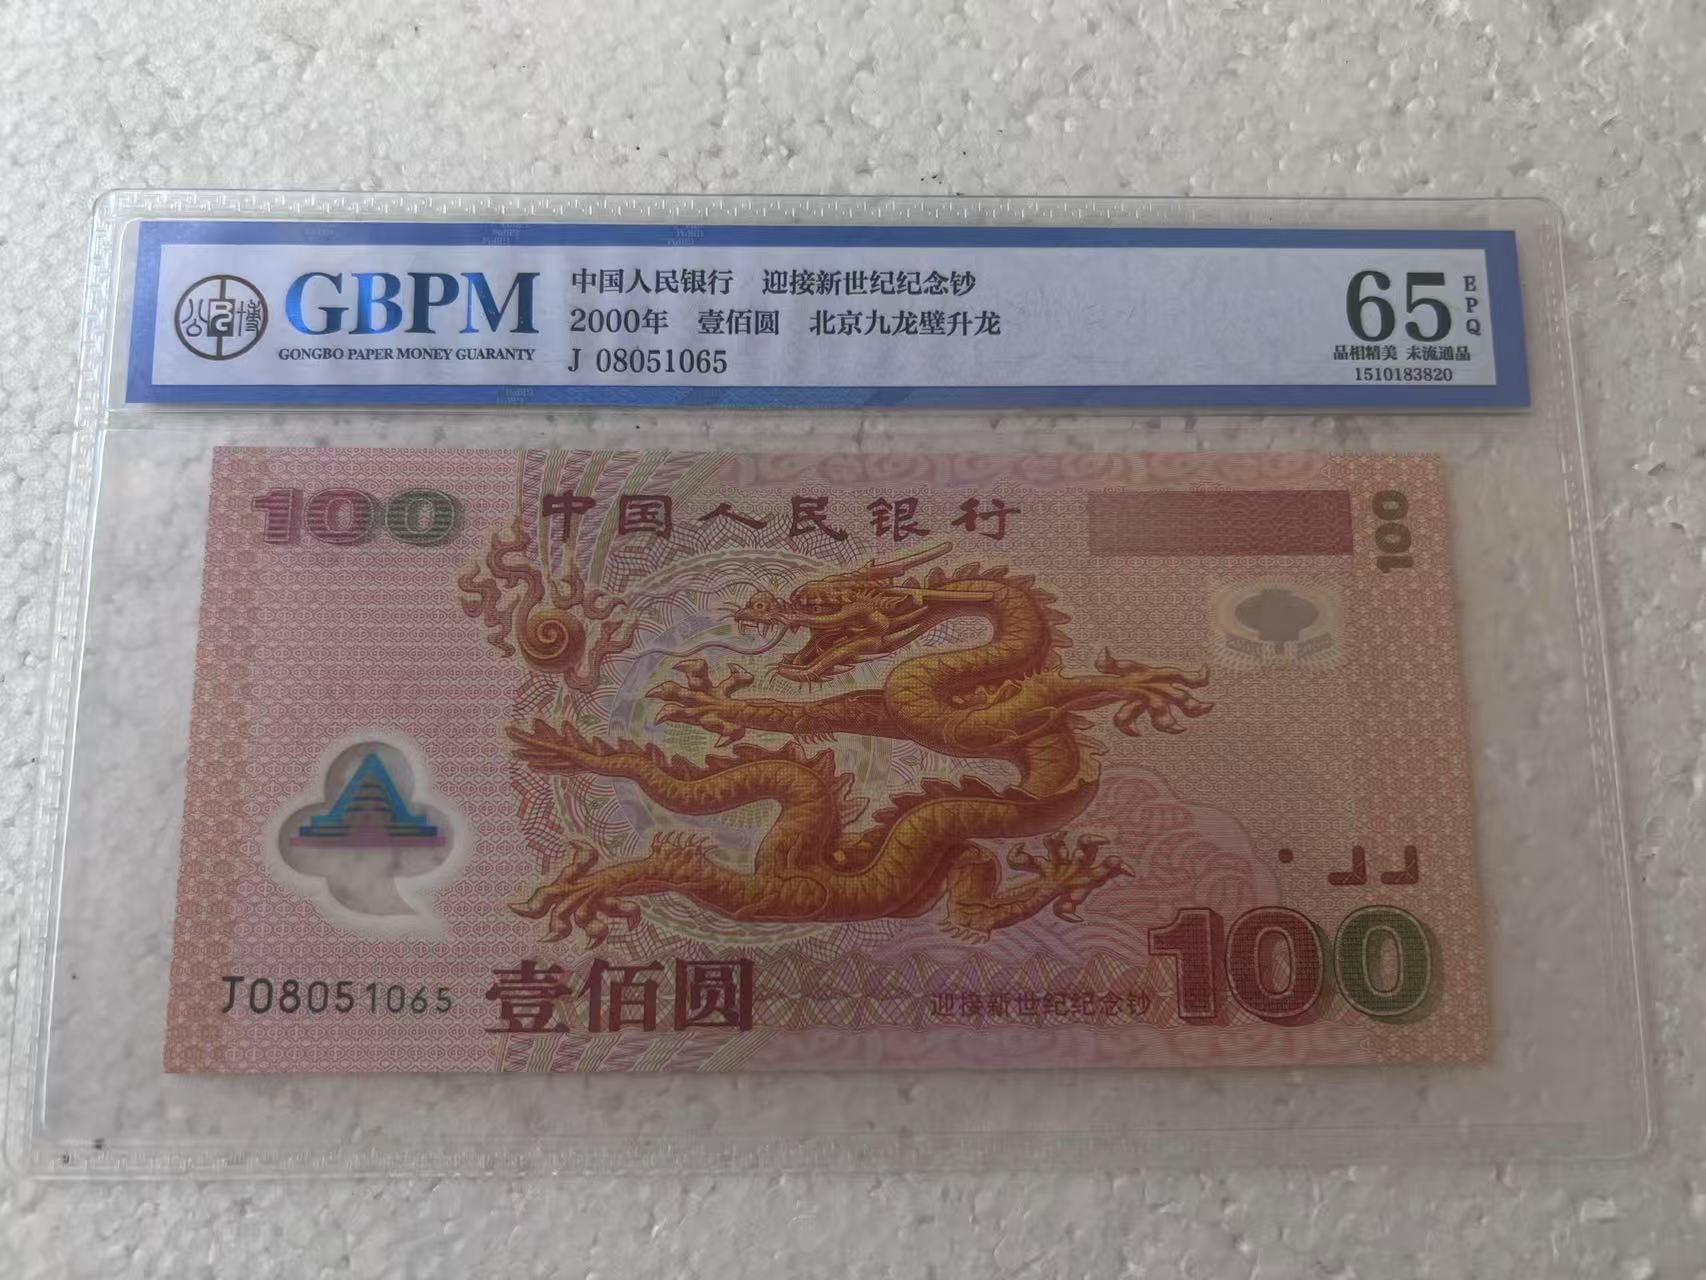 GBPM
GONGBO PAPER MONEY GUARANTY
中国人民银行 迎接新世纪纪念钞
2000年 壹佰圆 北京九龙壁升龙
J 08051065
65
EPQ
品相精美 未流通品
1510183820
100
中国人民银行
100
J08051065
壹佰圆
迎接新世纪纪念钞
100